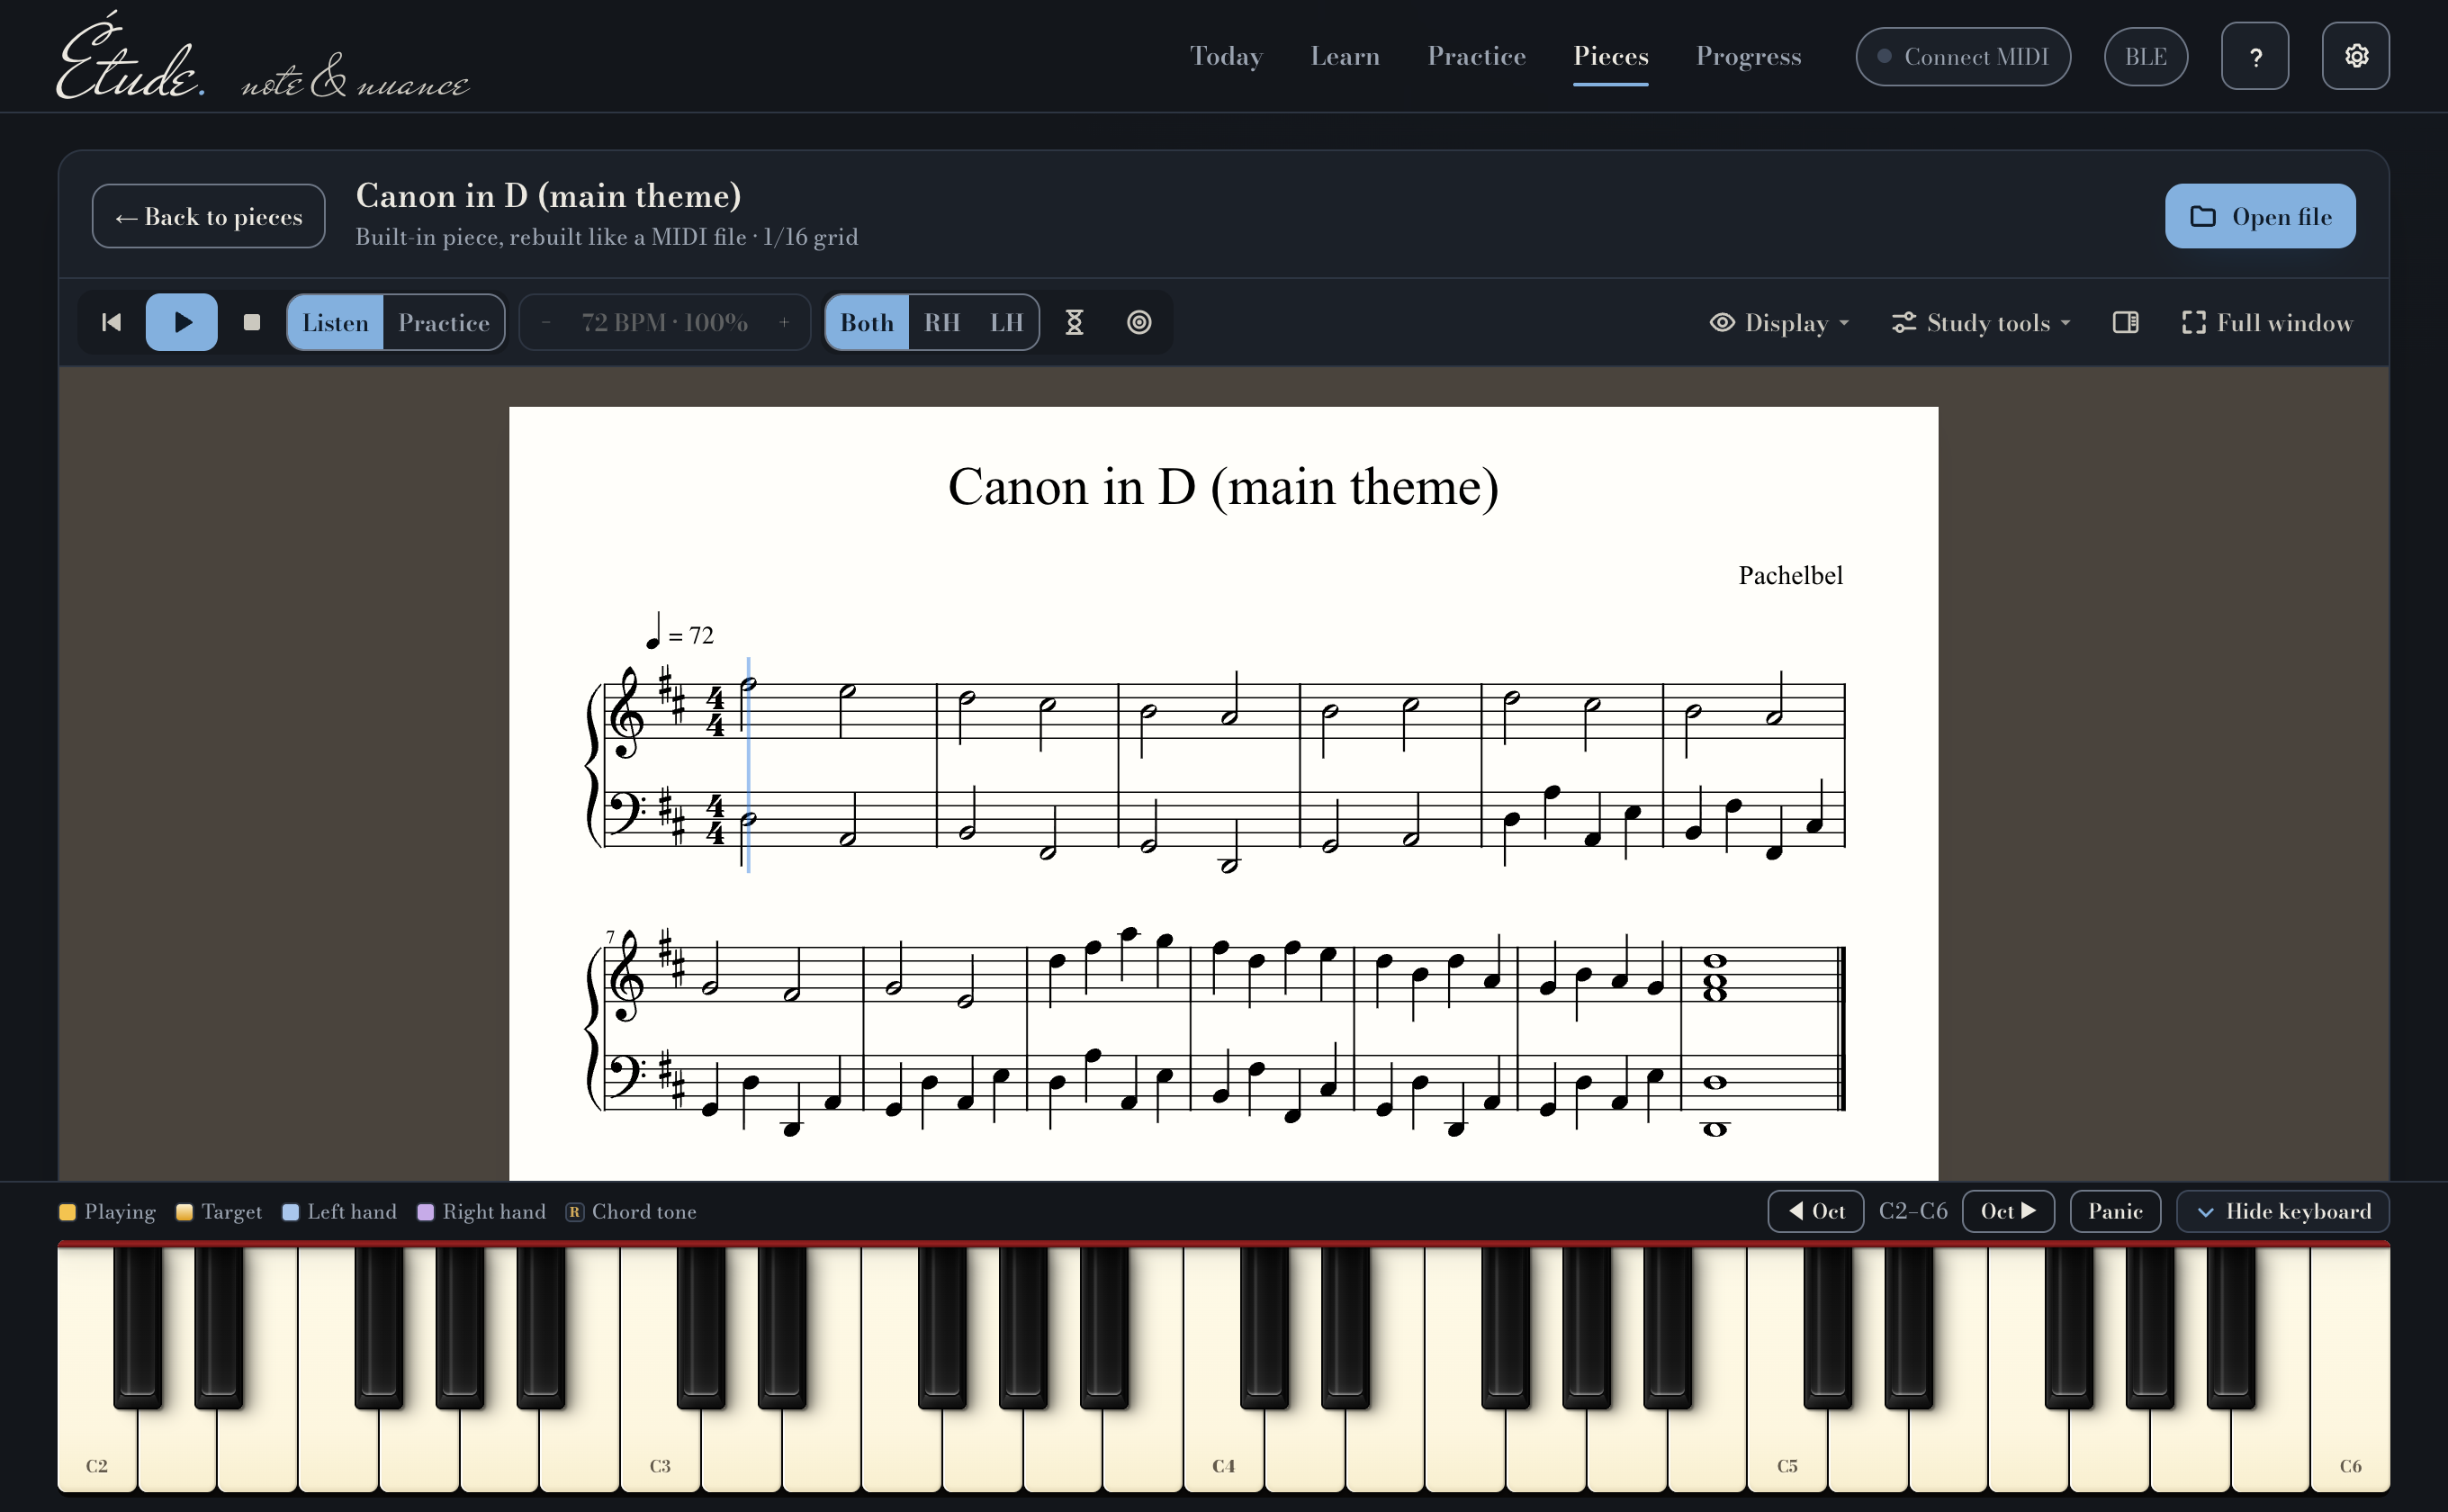 Étude. note & nuance
Today Learn Practice Pieces Progress Connect MIDI BLE ?
← Back to pieces
Canon in D (main theme)
Built-in piece, rebuilt like a MIDI file · 1/16 grid
Open file
Listen Practice − 72 BPM · 100% + Both RH LH Display Study tools Full window
Canon in D (main theme)
Pachelbel
= 72
4 4
4 4
7
Playing Target Left hand Right hand R Chord tone Oct C2–C6 Oct Panic Hide keyboard
C2 C3 C4 C5 C6